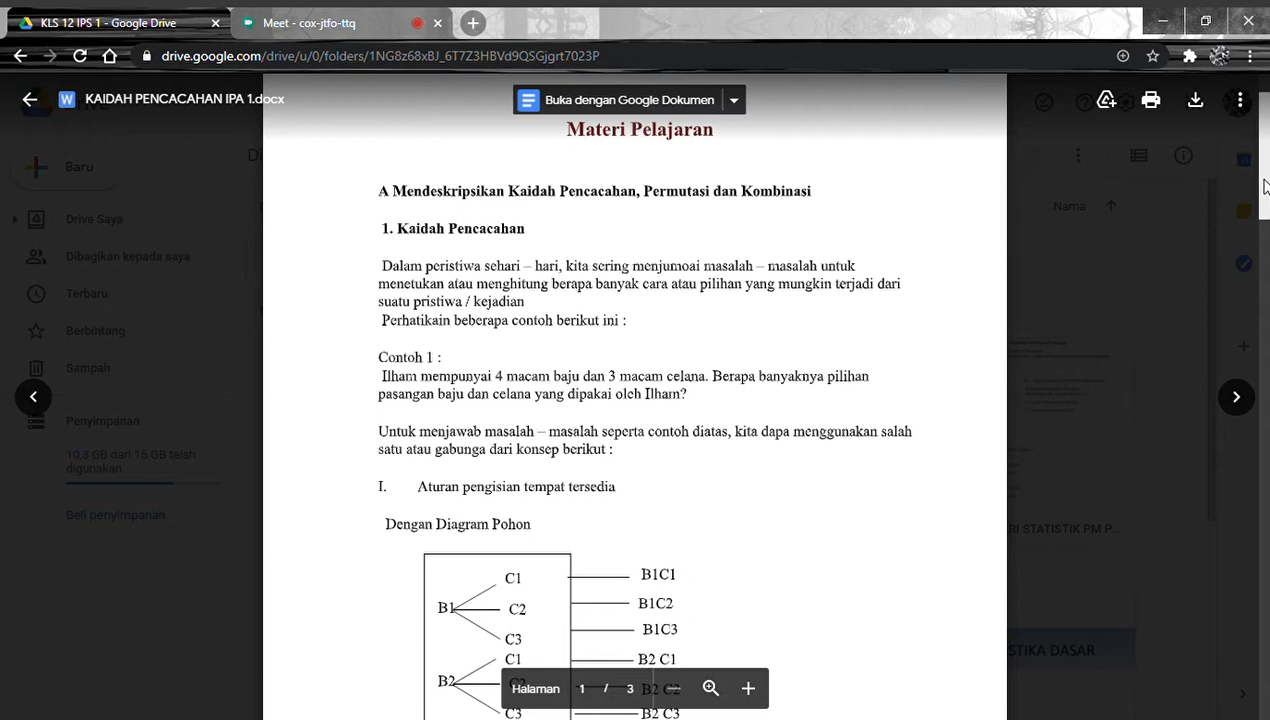 KLS 12 IPS 1 - Google Drive
Meet - cox-jtfo-ttq
drive.google.com/drive/u/0/folders/1NG8z68xBJ_6T7Z3HBVd9QSGjgrt7023P
KAIDAH PENCACAHAN IPA 1.docx
Buka dengan Google Dokumen
Materi Pelajaran
A Mendeskripsikan Kaidah Pencacahan, Permutasi dan Kombinasi
1. Kaidah Pencacahan
Dalam peristiwa sehari – hari, kita sering menjumoai masalah – masalah untuk
menetukan atau menghitung berapa banyak cara atau pilihan yang mungkin terjadi dari
suatu pristiwa / kejadian
Perhatikain beberapa contoh berikut ini :
Contoh 1 :
Ilham mempunyai 4 macam baju dan 3 macam celana. Berapa banyaknya pilihan
pasangan baju dan celana yang dipakai oleh Ilham?
Untuk menjawab masalah – masalah seperta contoh diatas, kita dapa menggunakan salah
satu atau gabunga dari konsep berikut :
I. Aturan pengisian tempat tersedia
Dengan Diagram Pohon
B1
C1
C2
C3
B1C1
B1C2
B1C3
B2
C1
C2
C3
B2 C1
B2 C2
B2 C3
Halaman 1 / 3
Baru
Drive Saya
Dibagikan kepada saya
Terbaru
Berbintang
Sampah
Penyimpanan
10,3 GB dari 15 GB telah
digunakan
Beli penyimpanan
Nama
RI STATISTIK PM P...
STIKA DASAR